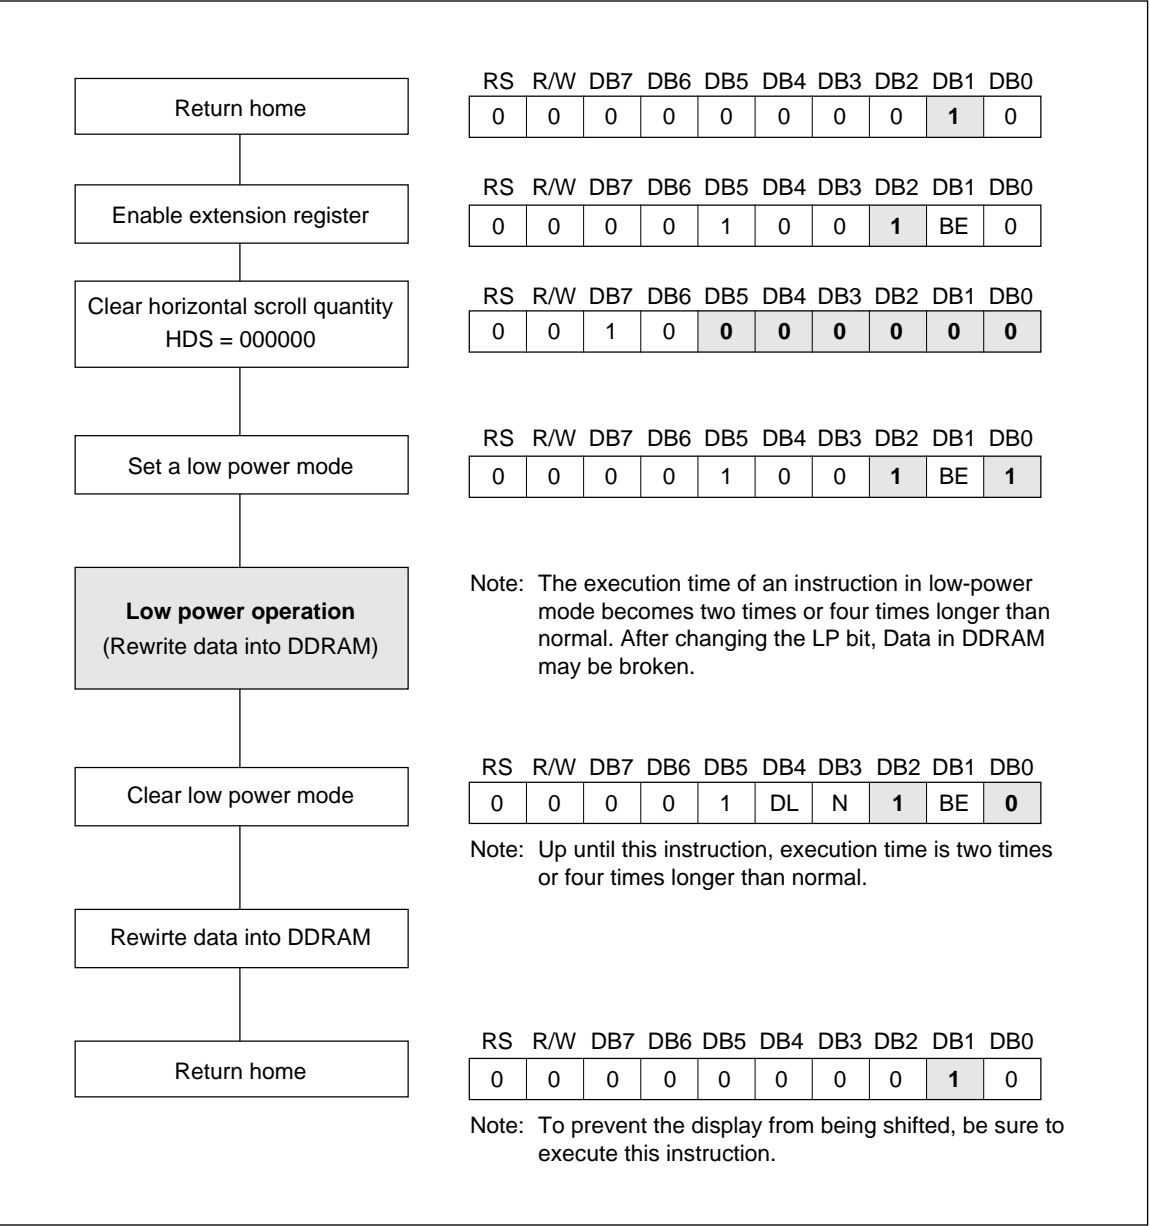 Return home
RS R/W DB7 DB6 DB5 DB4 DB3 DB2 DB1 DB0
0 0 0 0 0 0 0 0 1 0
Enable extension register
RS R/W DB7 DB6 DB5 DB4 DB3 DB2 DB1 DB0
0 0 0 0 1 0 0 1 BE 0
Clear horizontal scroll quantity
HDS = 000000
RS R/W DB7 DB6 DB5 DB4 DB3 DB2 DB1 DB0
0 0 1 0 0 0 0 0 0 0
Set a low power mode
RS R/W DB7 DB6 DB5 DB4 DB3 DB2 DB1 DB0
0 0 0 0 1 0 0 1 BE 1
Low power operation
(Rewrite data into DDRAM)
Note: The execution time of an instruction in low-power
mode becomes two times or four times longer than
normal. After changing the LP bit, Data in DDRAM
may be broken.
Clear low power mode
RS R/W DB7 DB6 DB5 DB4 DB3 DB2 DB1 DB0
0 0 0 0 1 DL N 1 BE 0
Note: Up until this instruction, execution time is two times
or four times longer than normal.
Rewirte data into DDRAM
Return home
RS R/W DB7 DB6 DB5 DB4 DB3 DB2 DB1 DB0
0 0 0 0 0 0 0 0 1 0
Note: To prevent the display from being shifted, be sure to
execute this instruction.